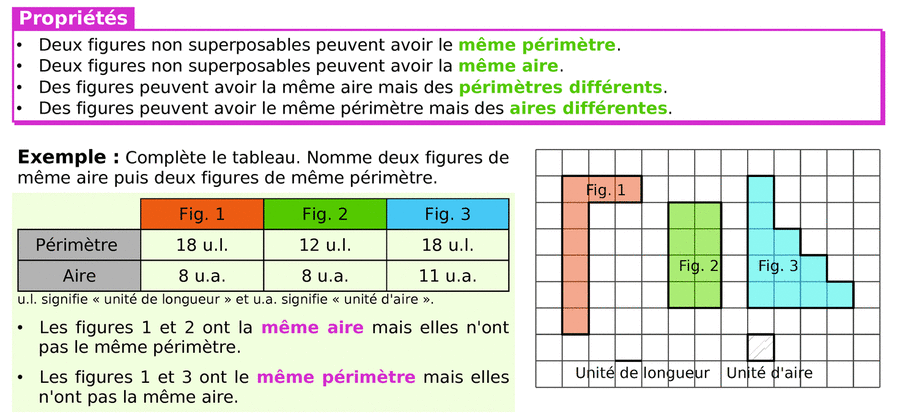 Propriétés
• Deux figures non superposables peuvent avoir le même périmètre.
• Deux figures non superposables peuvent avoir la même aire.
• Des figures peuvent avoir la même aire mais des périmètres différents.
• Des figures peuvent avoir le même périmètre mais des aires différentes.
Exemple : Complète le tableau. Nomme deux figures de
même aire puis deux figures de même périmètre.
Fig. 1 Fig. 2 Fig. 3
Périmètre 18 u.l. 12 u.l. 18 u.l.
Aire 8 u.a. 8 u.a. 11 u.a.
u.l. signifie « unité de longueur » et u.a. signifie « unité d'aire ».
• Les figures 1 et 2 ont la même aire mais elles n'ont
pas le même périmètre.
• Les figures 1 et 3 ont le même périmètre mais elles
n'ont pas la même aire.
Fig. 1
Fig. 2 Fig. 3
Unité de longueur Unité d'aire